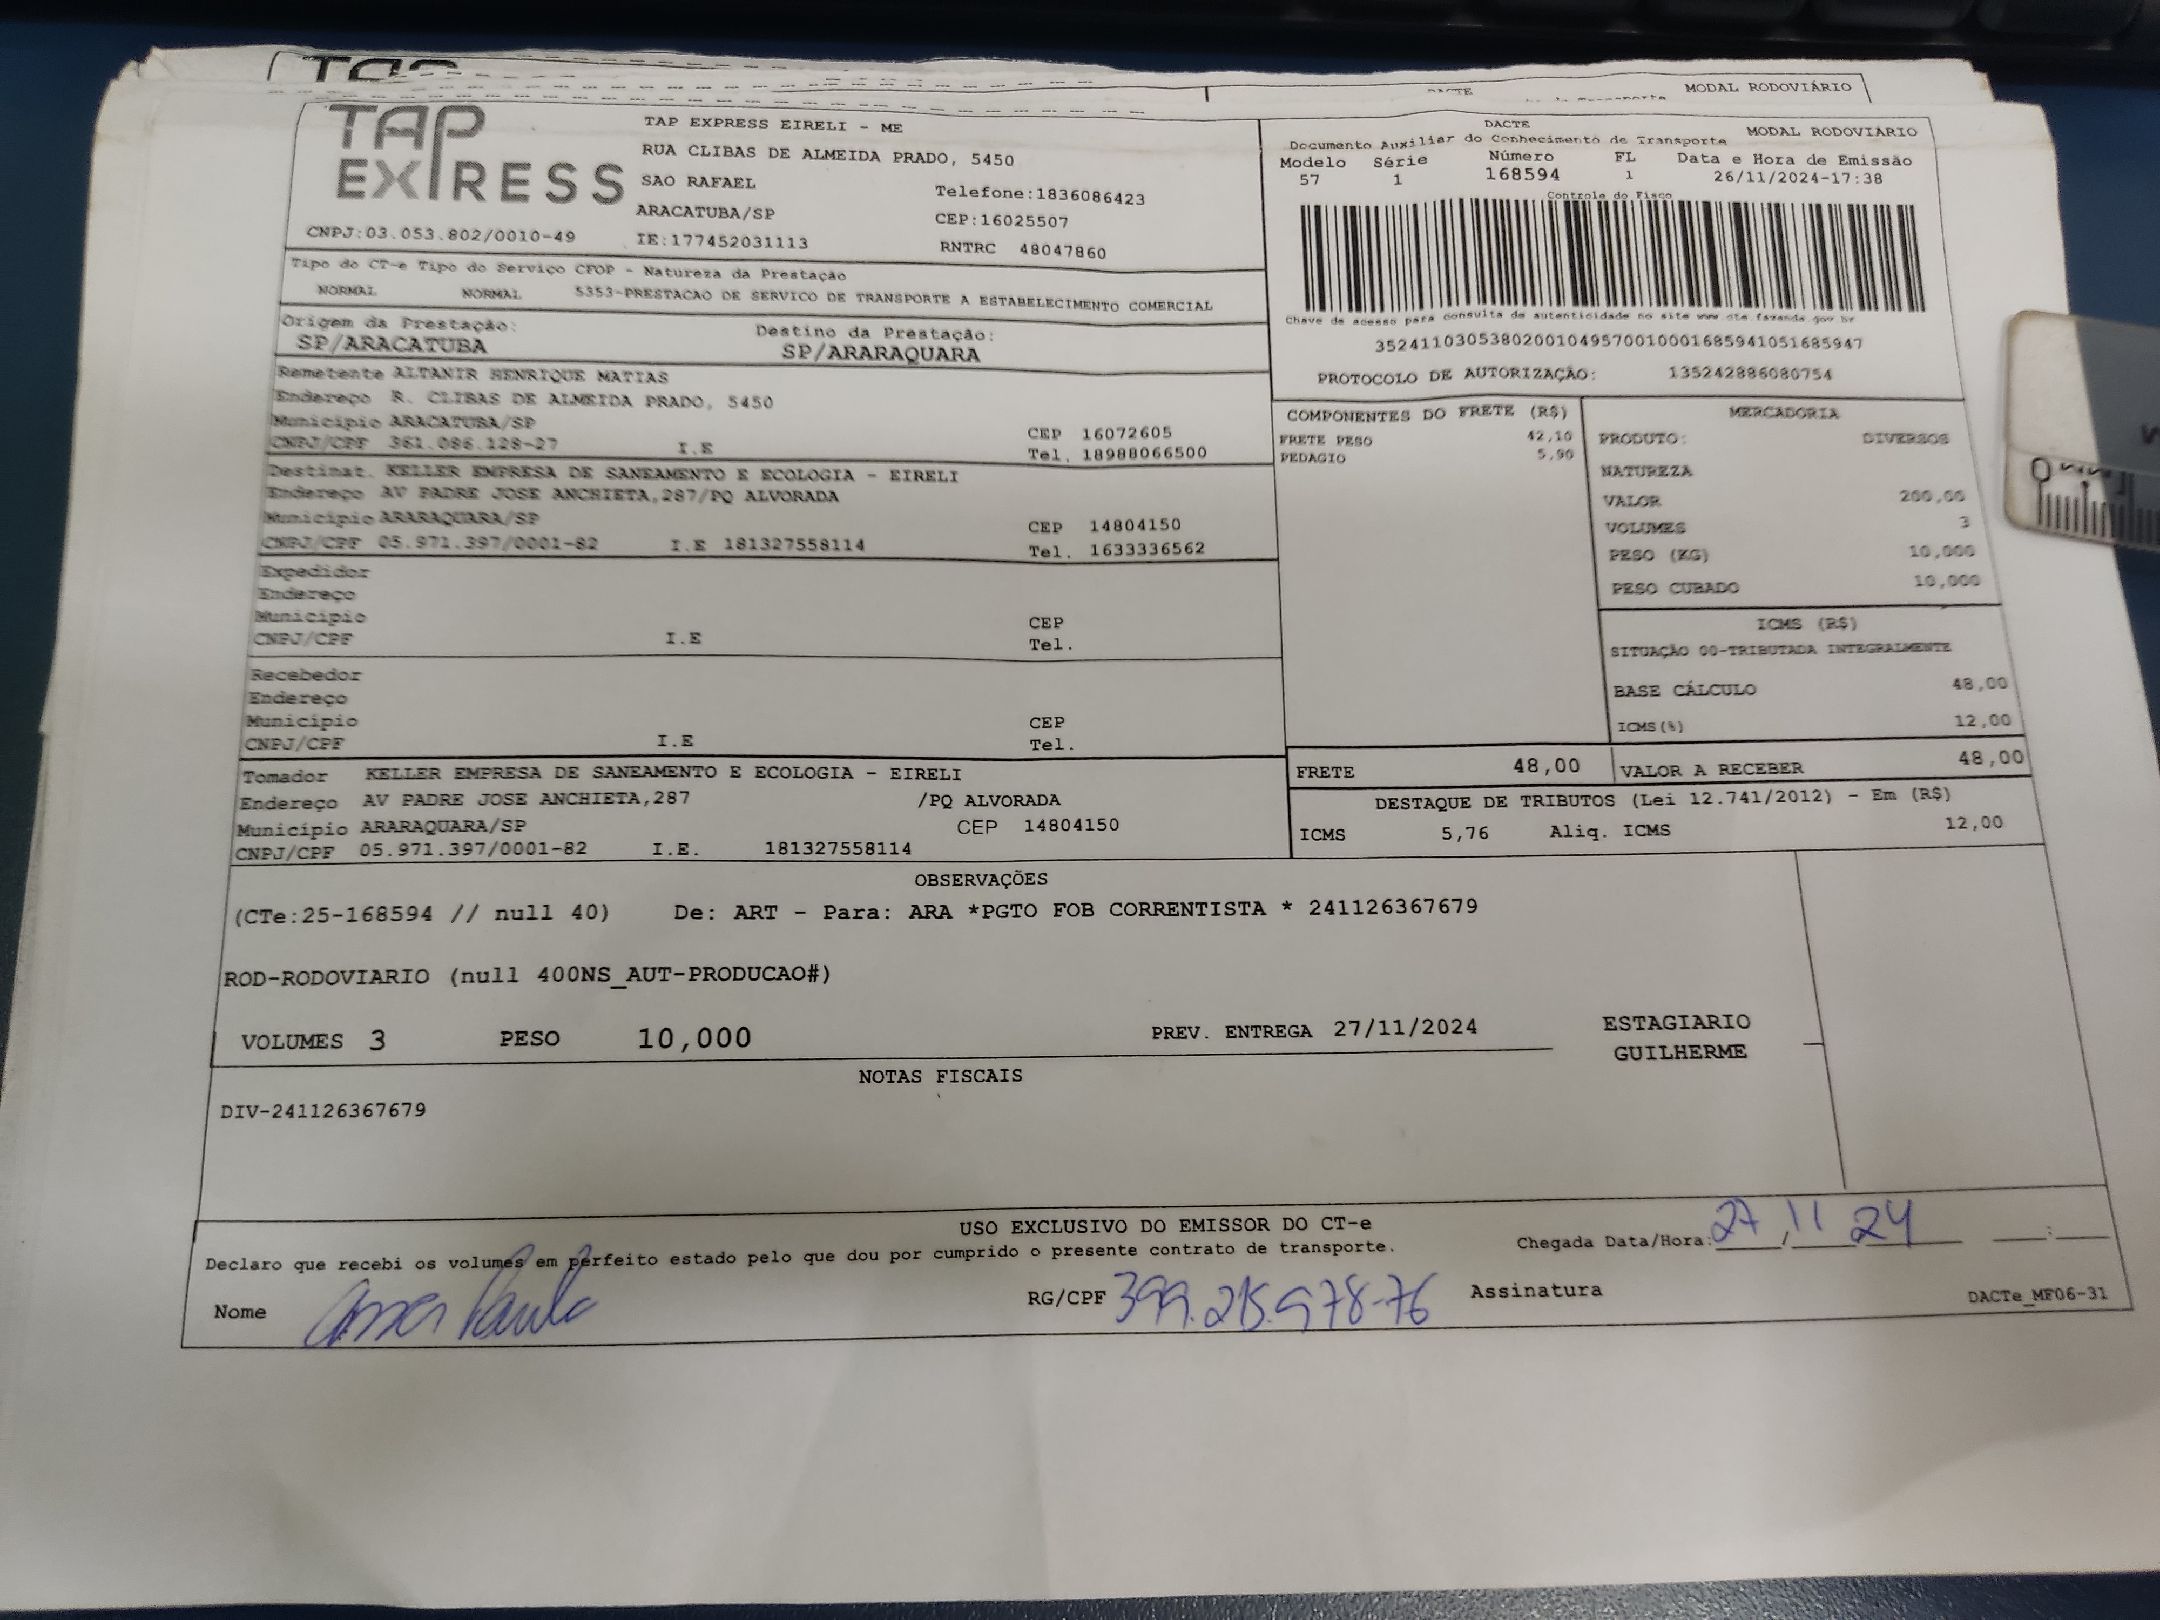 MODAL RODOVIÁRIO
TAP EXPRESS
TAP EXPRESS EIRELI - ME
RUA CLIBAS DE ALMEIDA PRADO, 5450
SAO RAFAEL
Telefone:1836086423
ARACATUBA/SP
CEP:16025507
CNPJ:03.053.802/0010-49
IE:177452031113
RNTRC 48047860
DACTE
Documento Auxiliar do Conhecimento de Transporte
MODAL RODOVIÁRIO
Modelo Série Número FL Data e Hora de Emissão
57 1 168594 1 26/11/2024-17:38
Controle do Fisco
Chave de acesso para consulta de autenticidade no site www.cte.fazenda.gov.br
35241103053802001049570010001685941051685947
PROTOCOLO DE AUTORIZAÇÃO: 135242886080754
Tipo do CT-e Tipo do Serviço CFOP - Natureza da Prestação
NORMAL NORMAL 5353-PRESTACAO DE SERVICO DE TRANSPORTE A ESTABELECIMENTO COMERCIAL
Origem da Prestação: Destino da Prestação:
SP/ARACATUBA SP/ARARAQUARA
Remetente ALTANIR HENRIQUE MATIAS
Endereço R. CLIBAS DE ALMEIDA PRADO, 5450
Município ARACATUBA/SP CEP 16072605
CNPJ/CPF 361.086.128-27 I.E Tel. 18988066500
Destinat. KELLER EMPRESA DE SANEAMENTO E ECOLOGIA - EIRELI
Endereço AV PADRE JOSE ANCHIETA,287/PQ ALVORADA
Município ARARAQUARA/SP CEP 14804150
CNPJ/CPF 05.971.397/0001-82 I.E 181327558114 Tel. 1633336562
Expedidor
Endereço
Município CEP
CNPJ/CPF I.E Tel.
Recebedor
Endereço
Município CEP
CNPJ/CPF I.E Tel.
Tomador KELLER EMPRESA DE SANEAMENTO E ECOLOGIA - EIRELI
Endereço AV PADRE JOSE ANCHIETA,287 /PQ ALVORADA
Município ARARAQUARA/SP CEP 14804150
CNPJ/CPF 05.971.397/0001-82 I.E. 181327558114
COMPONENTES DO FRETE (R$)
FRETE PESO 42,10
PEDAGIO 5,90
MERCADORIA
PRODUTO: DIVERSOS
NATUREZA
VALOR 200,00
VOLUMES 3
PESO (KG) 10,000
PESO CUBADO 10,000
ICMS (R$)
SITUAÇÃO 00-TRIBUTADA INTEGRALMENTE
BASE CÁLCULO 48,00
ICMS(%) 12,00
FRETE 48,00 VALOR A RECEBER 48,00
DESTAQUE DE TRIBUTOS (Lei 12.741/2012) - Em (R$)
ICMS 5,76 Aliq. ICMS 12,00
OBSERVAÇÕES
(CTe:25-168594 // null 40) De: ART - Para: ARA *PGTO FOB CORRENTISTA * 241126367679
ROD-RODOVIARIO (null 400NS_AUT-PRODUCAO#)
VOLUMES 3 PESO 10,000 PREV. ENTREGA 27/11/2024
ESTAGIARIO
GUILHERME
NOTAS FISCAIS
DIV-241126367679
USO EXCLUSIVO DO EMISSOR DO CT-e
Declaro que recebi os volumes em perfeito estado pelo que dou por cumprido o presente contrato de transporte.
Chegada Data/Hora: 27/11 24 :
Nome Paula RG/CPF 399.215.978-76 Assinatura
DACTe_MF06-31